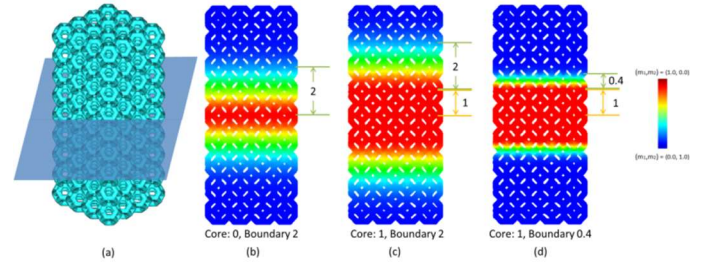 2
2
1
0.4
1
(m₁,m₂) = (1.0, 0.0)
(m₁,m₂) = (0.0, 1.0)
Core: 0, Boundary 2
Core: 1, Boundary 2
Core: 1, Boundary 0.4
(a)
(b)
(c)
(d)